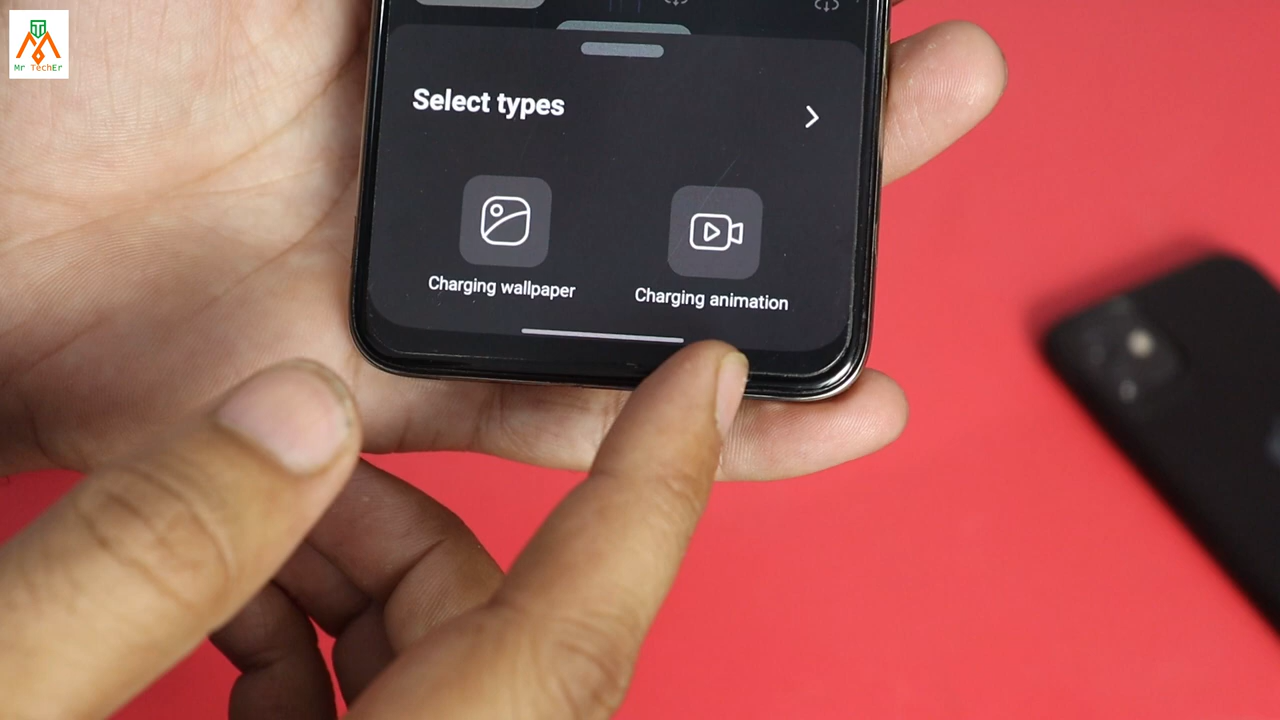 Mr TechEr
Select types
Charging wallpaper
Charging animation